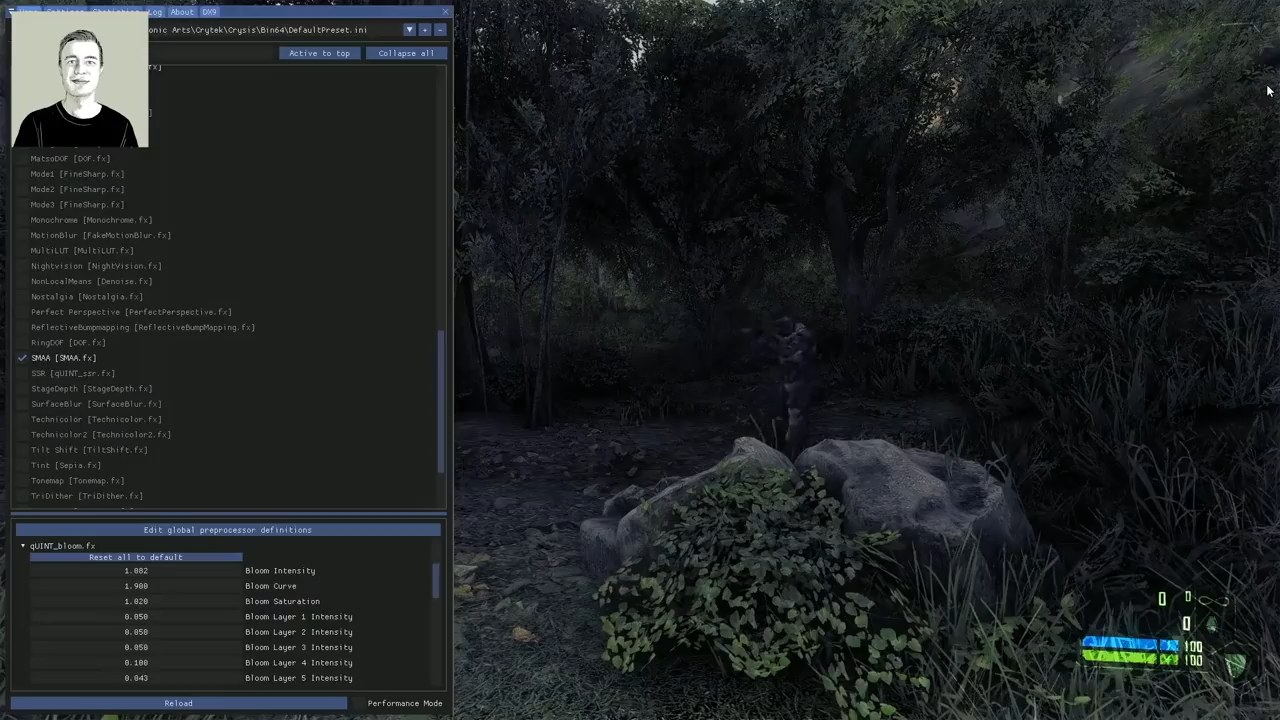 Log About DX9
onic Arts\Crytek\Crysis\Bin64\DefaultPreset.ini
+ -
Active to top Collapse all
MatsoDOF [DOF.fx]
Mode1 [FineSharp.fx]
Mode2 [FineSharp.fx]
Mode3 [FineSharp.fx]
Monochrome [Monochrome.fx]
MotionBlur [FakeMotionBlur.fx]
MultiLUT [MultiLUT.fx]
Nightvision [NightVision.fx]
NonLocalMeans [Denoise.fx]
Nostalgia [Nostalgia.fx]
Perfect Perspective [PerfectPerspective.fx]
ReflectiveBumpmapping [ReflectiveBumpMapping.fx]
RingDOF [DOF.fx]
SMAA [SMAA.fx]
SSR [qUINT_ssr.fx]
StageDepth [StageDepth.fx]
SurfaceBlur [SurfaceBlur.fx]
Technicolor [Technicolor.fx]
Technicolor2 [Technicolor2.fx]
Tilt Shift [TiltShift.fx]
Tint [Sepia.fx]
Tonemap [Tonemap.fx]
TriDither [TriDither.fx]
Edit global preprocessor definitions
qUINT_bloom.fx
Reset all to default
1.082 Bloom Intensity
1.900 Bloom Curve
1.020 Bloom Saturation
0.050 Bloom Layer 1 Intensity
0.050 Bloom Layer 2 Intensity
0.050 Bloom Layer 3 Intensity
0.100 Bloom Layer 4 Intensity
0.043 Bloom Layer 5 Intensity
Reload Performance Mode
0 0
0
100
100